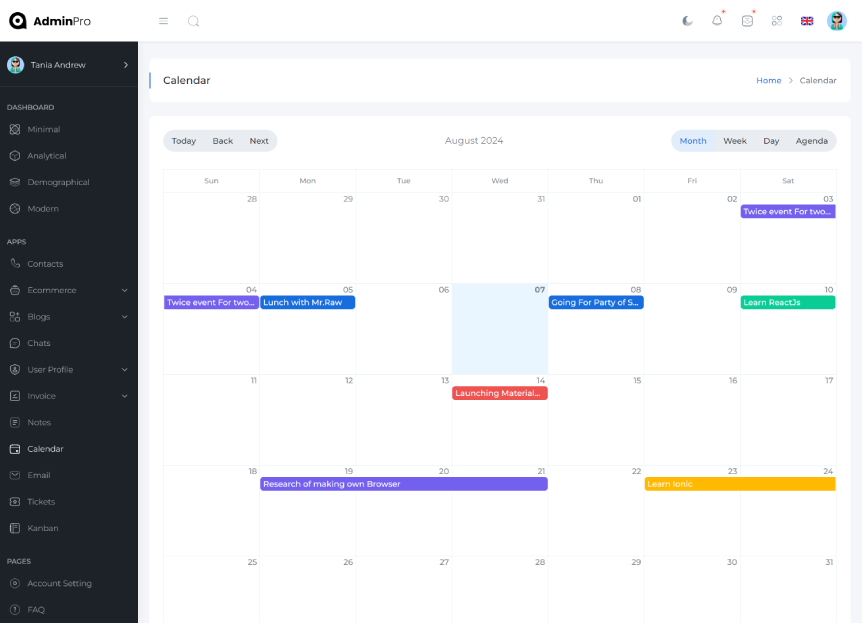 AdminPro
Tania Andrew
DASHBOARD
Minimal
Analytical
Demographical
Modern
APPS
Contacts
Ecommerce
Blogs
Chats
User Profile
Invoice
Notes
Calendar
Email
Tickets
Kanban
PAGES
Account Setting
FAQ
Calendar
Home > Calendar
Today Back Next
August 2024
Month Week Day Agenda
Sun Mon Tue Wed Thu Fri Sat
28 29 30 31 01 02 03
Twice event For two...
04 05 06 07 08 09 10
Twice event For two... Lunch with Mr.Raw Going For Party of S... Learn ReactJs
11 12 13 14 15 16 17
Launching Material...
18 19 20 21 22 23 24
Research of making own Browser Learn Ionic
25 26 27 28 29 30 31